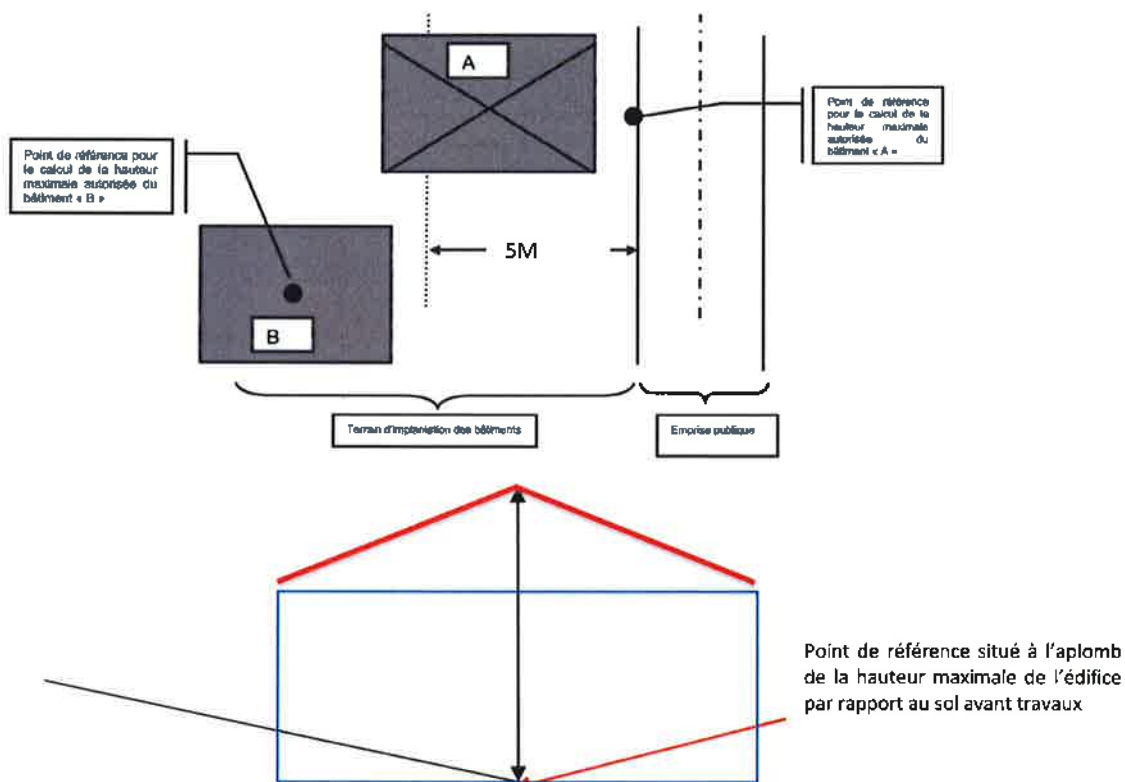 A
Point de référence
pour le calcul de la
hauteur maximale
autorisée du
bâtiment « A »
Point de référence pour
le calcul de la hauteur
maximale autorisée du
bâtiment « B »
5M
B
Terrain d'implantation des bâtiments
Emprise publique
Point de référence situé à l'aplomb
de la hauteur maximale de l'édifice
par rapport au sol avant travaux